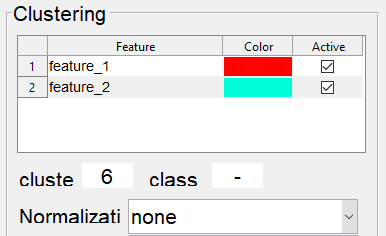 Clustering
Feature Color Active
1 feature_1
2 feature_2
cluste 6 class -
Normalizati none